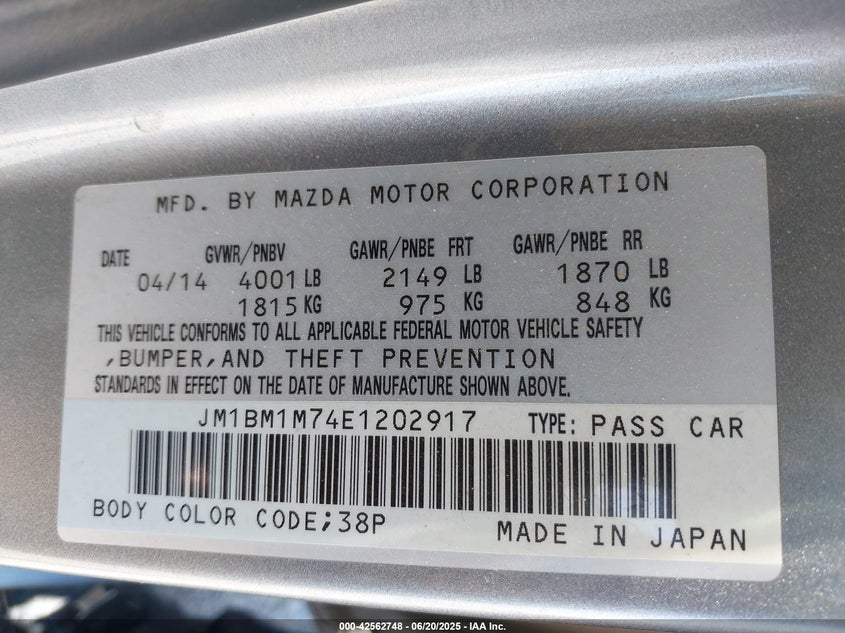 MFD. BY MAZDA MOTOR CORPORATION
DATE GVWR/PNBV GAWR/PNBE FRT GAWR/PNBE RR
04/14 4001 LB 2149 LB 1870 LB
1815 KG 975 KG 848 KG
THIS VEHICLE CONFORMS TO ALL APPLICABLE FEDERAL MOTOR VEHICLE SAFETY
,BUMPER,AND THEFT PREVENTION
STANDARDS IN EFFECT ON THE DATE OF MANUFACTURE SHOWN ABOVE.
JM1BM1M74E1202917 TYPE: PASS CAR
BODY COLOR CODE;38P
MADE IN JAPAN
000-42562748 - 06/20/2025 - IAA Inc.